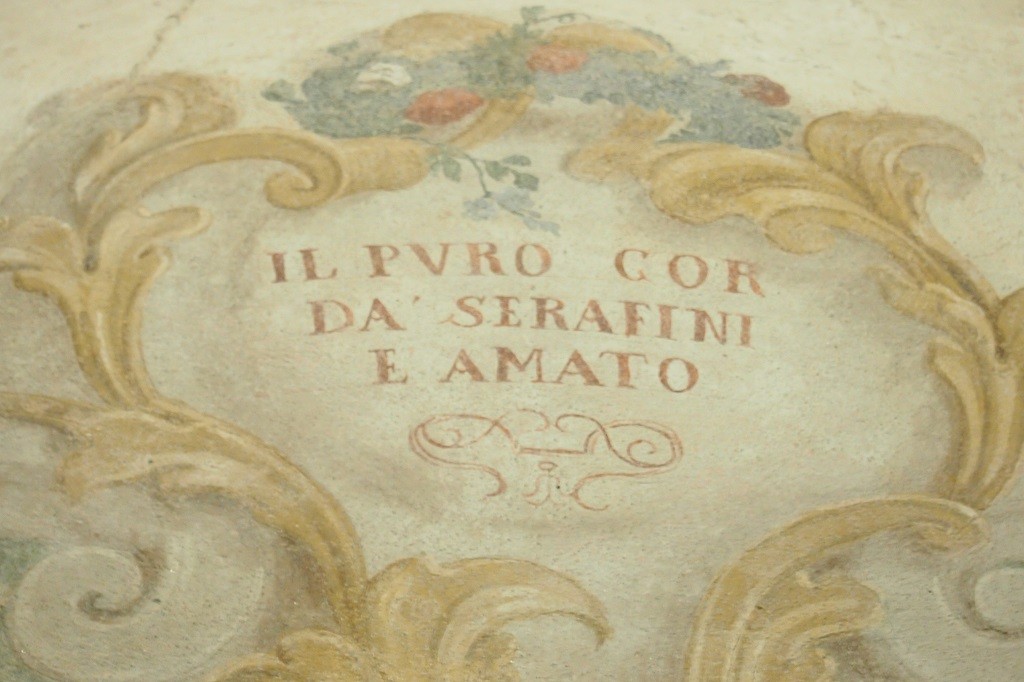 IL PVRO COR
DA' SERAFINI
E AMATO